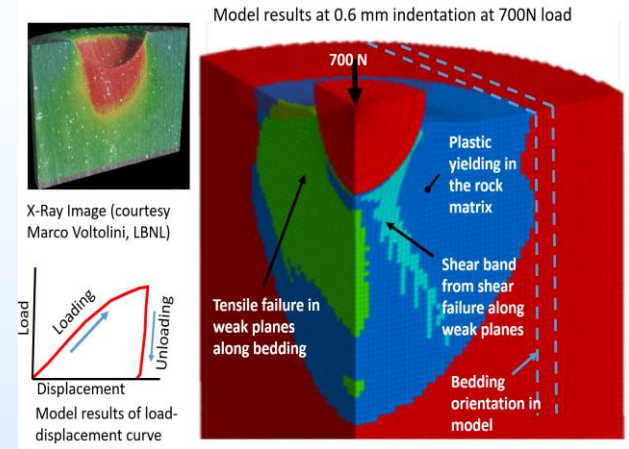 Model results at 0.6 mm indentation at 700N load
700 N
Plastic
yielding in
the rock
matrix
X-Ray Image (courtesy
Marco Voltolini, LBNL)
Shear band
from shear
failure along
weak planes
Tensile failure in
weak planes
along bedding
Bedding
orientation in
model
Load
Loading
Unloading
Displacement
Model results of load-
displacement curve